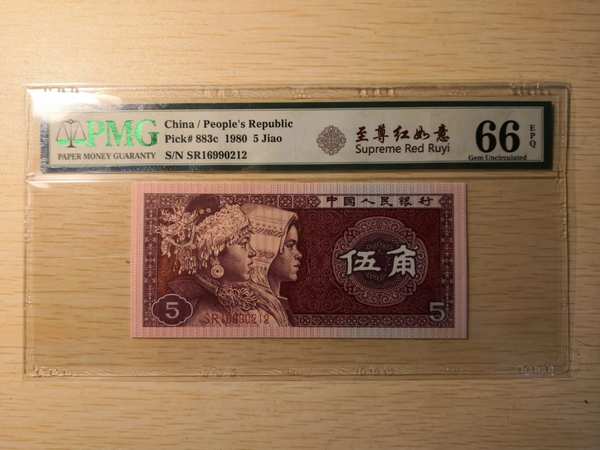 PMG
PAPER MONEY GUARANTY
China / People's Republic
Pick# 883c 1980 5 Jiao
S/N SR16990212
至尊红如意
Supreme Red Ruyi
66 EPQ
Gem Uncirculated
中国人民银行
伍角
5
SR16990212
5